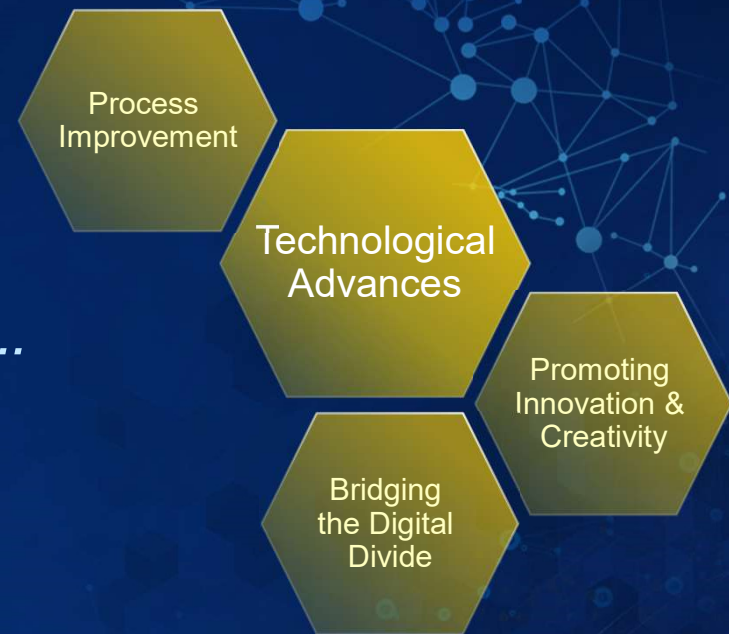 Process
Improvement
Technological
Advances
..
Promoting
Innovation &
Creativity
Bridging
the Digital
Divide